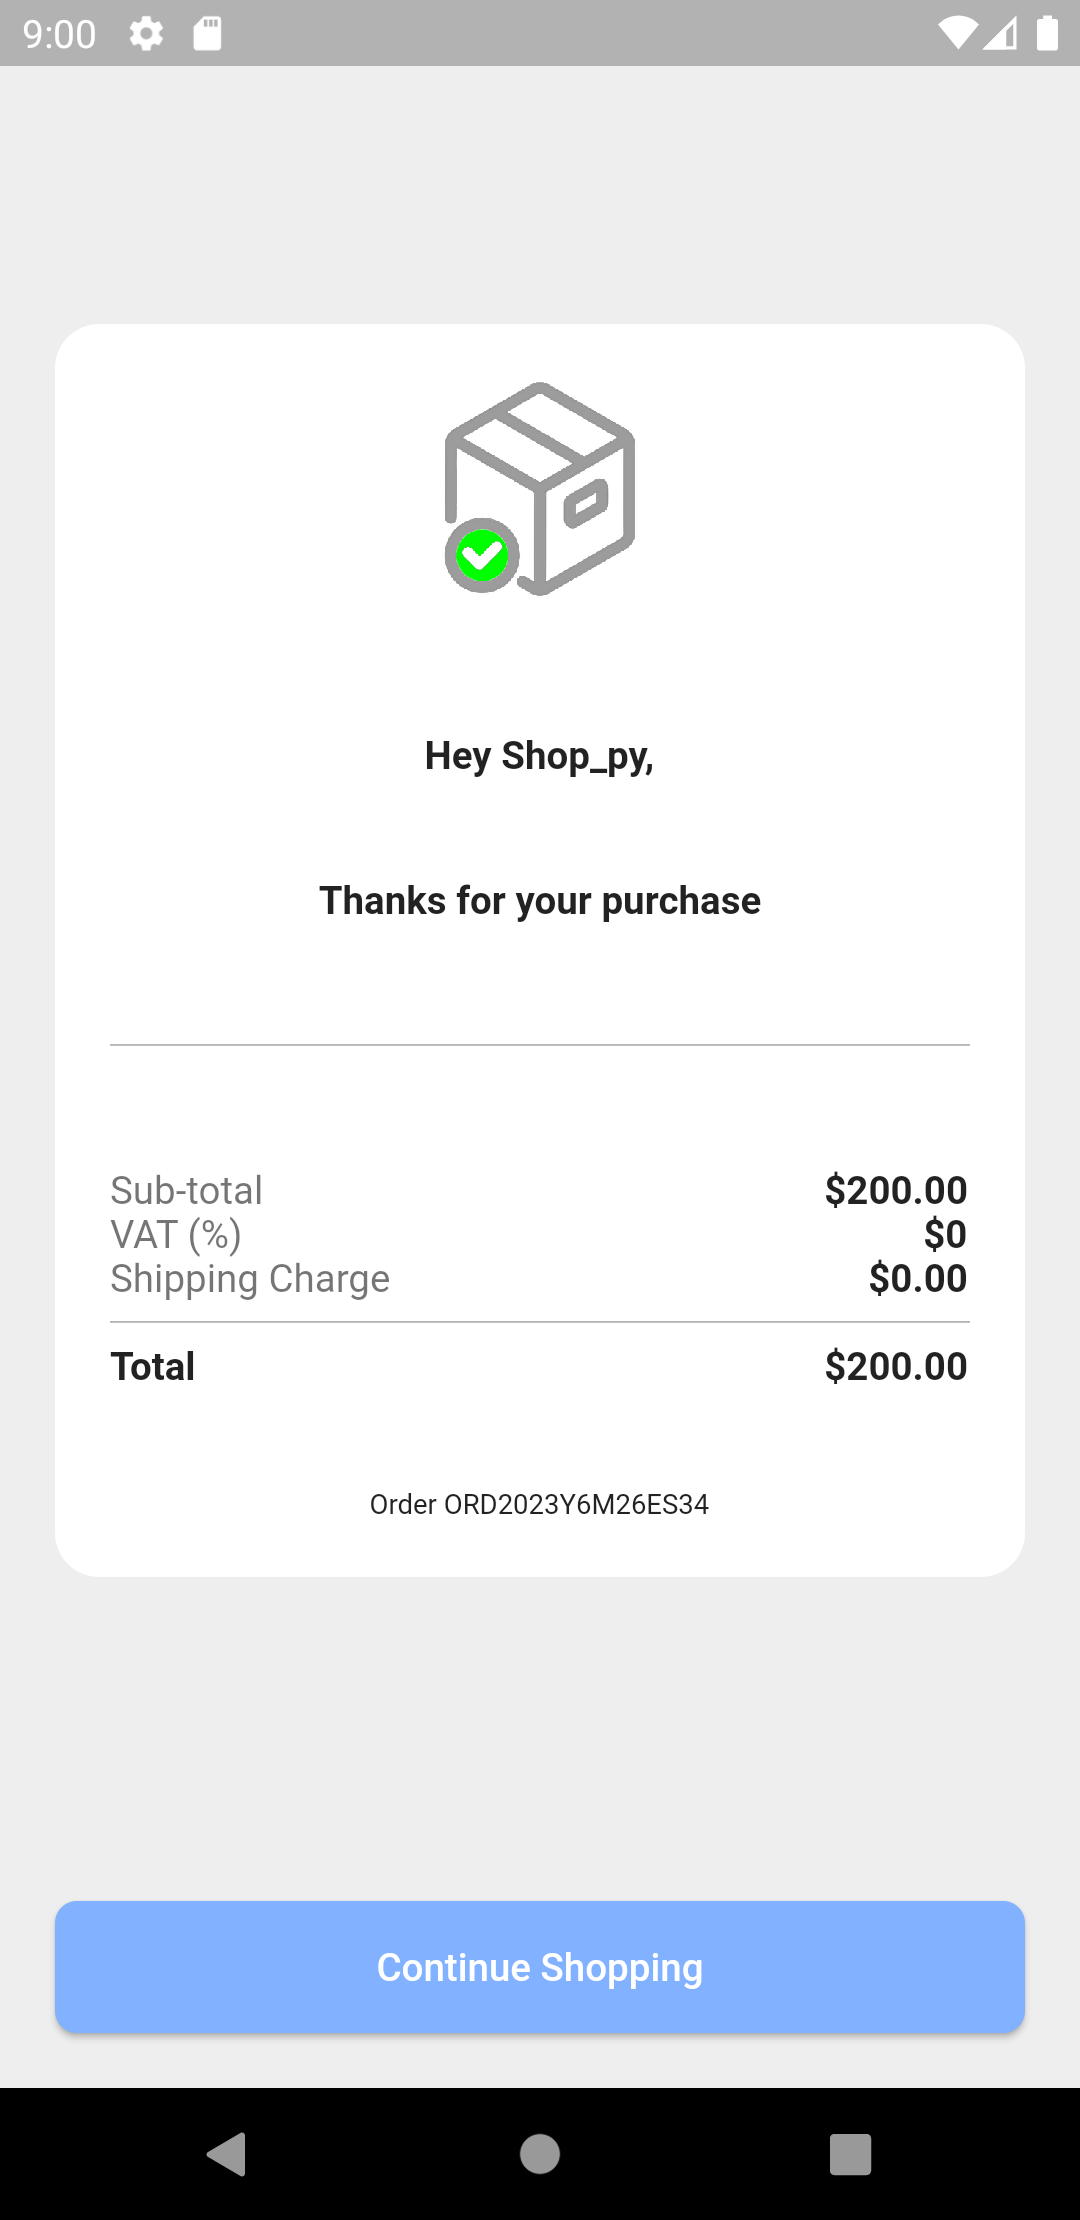 9:00
Hey Shop_py,
Thanks for your purchase
Sub-total $200.00
VAT (%) $0
Shipping Charge $0.00
Total $200.00
Order ORD2023Y6M26ES34
Continue Shopping